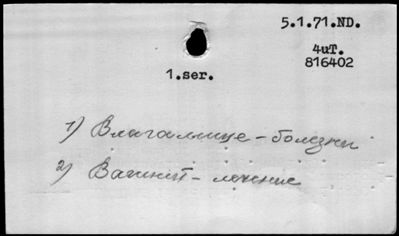 5.1.71.ND.
4иТ.
816402
1.ser.
1) Влагалище - болезни
2) Вагинит - лечение